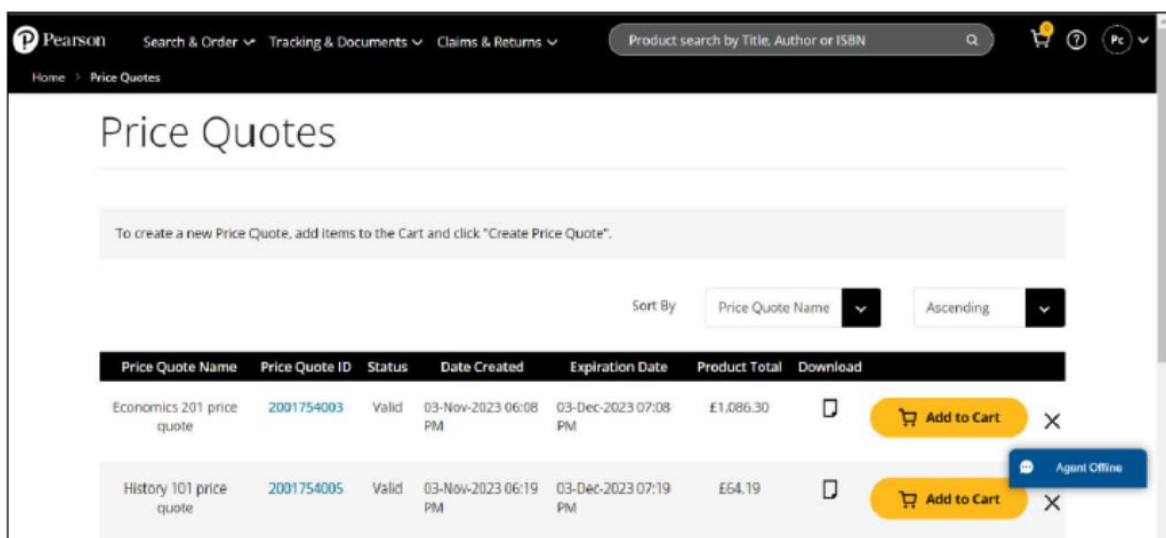 Pearson Search & Order Tracking & Documents Claims & Returns Product search by Title, Author or ISBN 0 ? Pc
Home > Price Quotes
Price Quotes
To create a new Price Quote, add items to the Cart and click "Create Price Quote".
Sort By Price Quote Name Ascending
Price Quote Name Price Quote ID Status Date Created Expiration Date Product Total Download
Economics 201 price 2001754003 Valid 03-Nov-2023 06:08 03-Dec-2023 07:08 £1,086.30 Add to Cart
quote PM PM
Agent Offline
History 101 price 2001754005 Valid 03-Nov-2023 06:19 03-Dec-2023 07:19 £64.19 Add to Cart
quote PM PM